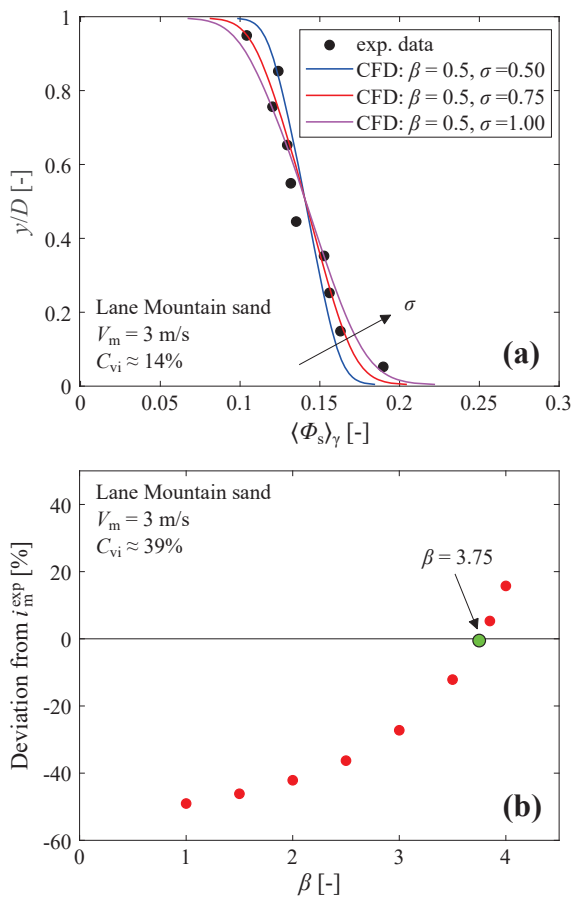 1
0.8
0.6
0.4
0.2
0
y/D [-]
exp. data
CFD: β = 0.5, σ =0.50
CFD: β = 0.5, σ =0.75
CFD: β = 0.5, σ =1.00
σ
Lane Mountain sand
Vm = 3 m/s
Cvi ≈ 14%
(a)
0 0.05 0.1 0.15 0.2 0.25 0.3
⟨Φs⟩γ [-]
Lane Mountain sand
Vm = 3 m/s
Cvi ≈ 39%
β = 3.75
40
20
0
-20
-40
-60
Deviation from i_m^exp [%]
(b)
0 1 2 3 4
β [-]